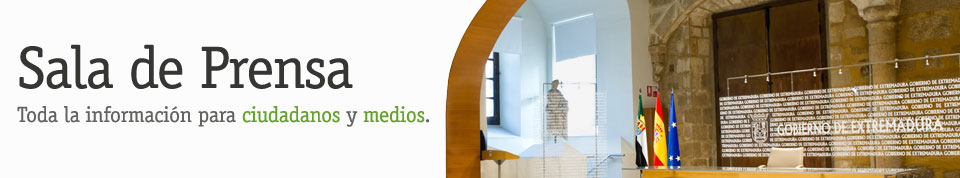 Sala de Prensa
Toda la información para ciudadanos y medios.
GOBIERNO DE EXTREMADURA